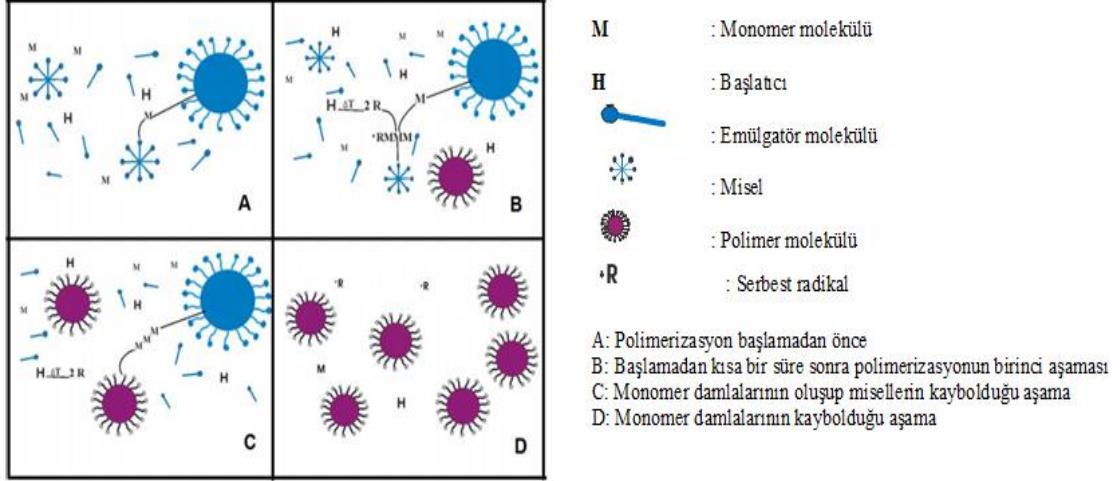 M
M
M
H
H
M
M
A
H
M
M
H
H ΔT 2 R
M
·RMMM
M
H
B
H
M
M
M
H
M
M
M
H ΔT 2 R
H
C
·R
·R
M
H
D
M : Monomer molekülü
H : Başlatıcı
: Emülgatör molekülü
: Misel
: Polimer molekülü
·R : Serbest radikal
A: Polimerizasyon başlamadan önce
B: Başlamadan kısa bir süre sonra polimerizasyonun birinci aşaması
C: Monomer damlalarının oluşup misellerin kaybolduğu aşama
D: Monomer damlalarının kaybolduğu aşama